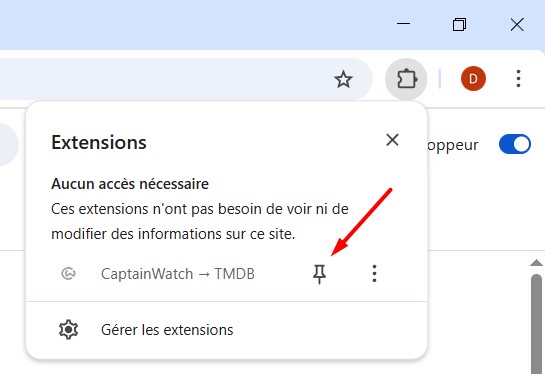 D
Extensions
oppeur
Aucun accès nécessaire
Ces extensions n'ont pas besoin de voir ni de
modifier des informations sur ce site.
CaptainWatch → TMDB
Gérer les extensions